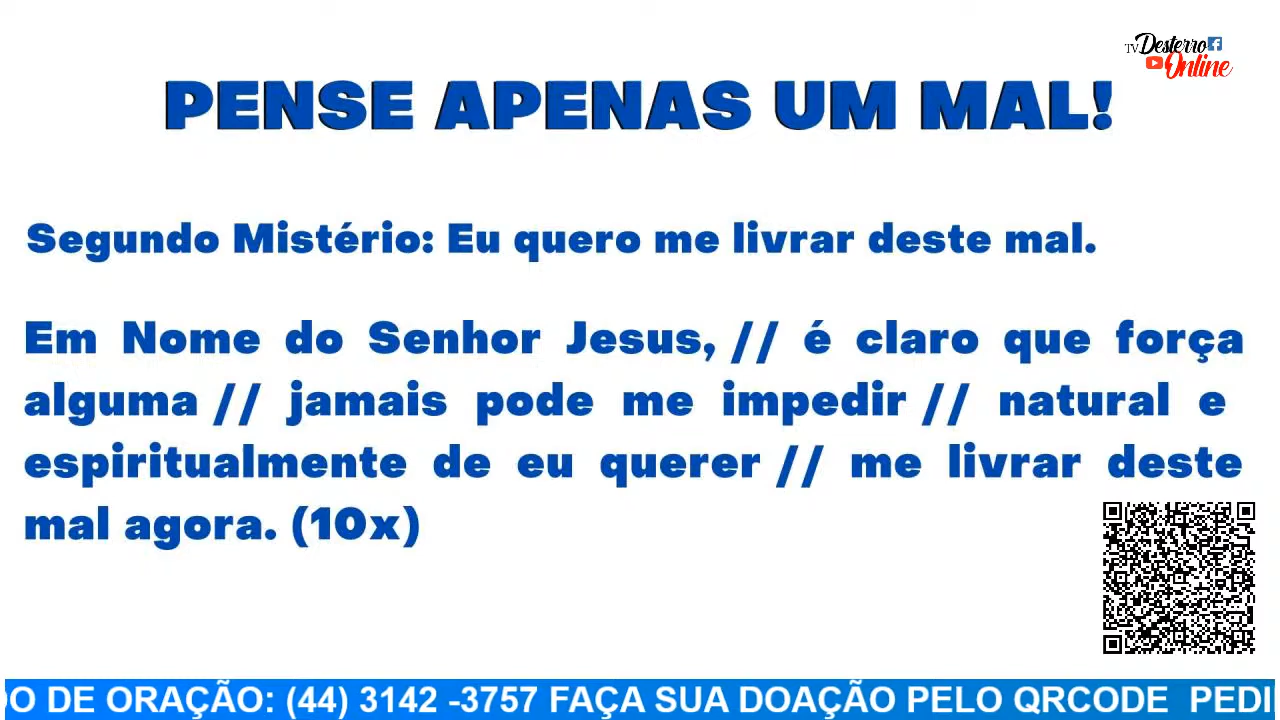 TV Desterro
Online
PENSE APENAS UM MAL!
Segundo Mistério: Eu quero me livrar deste mal.
Em Nome do Senhor Jesus, // é claro que força
alguma // jamais pode me impedir // natural e
espiritualmente de eu querer // me livrar deste
mal agora. (10x)
DO DE ORAÇÃO: (44) 3142 -3757 FAÇA SUA DOAÇÃO PELO QRCODE PEDI